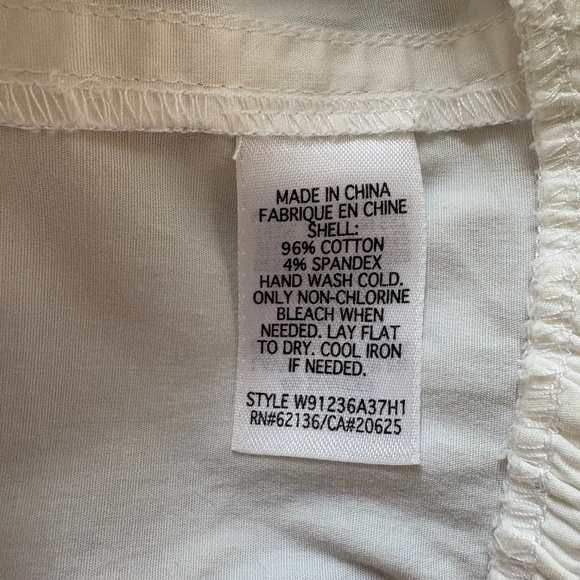 MADE IN CHINA
FABRIQUE EN CHINE
SHELL:
96% COTTON
4% SPANDEX
HAND WASH COLD.
ONLY NON-CHLORINE
BLEACH WHEN
NEEDED. LAY FLAT
TO DRY. COOL IRON
IF NEEDED.
STYLE W91236A37H1
RN#62136/CA#20625